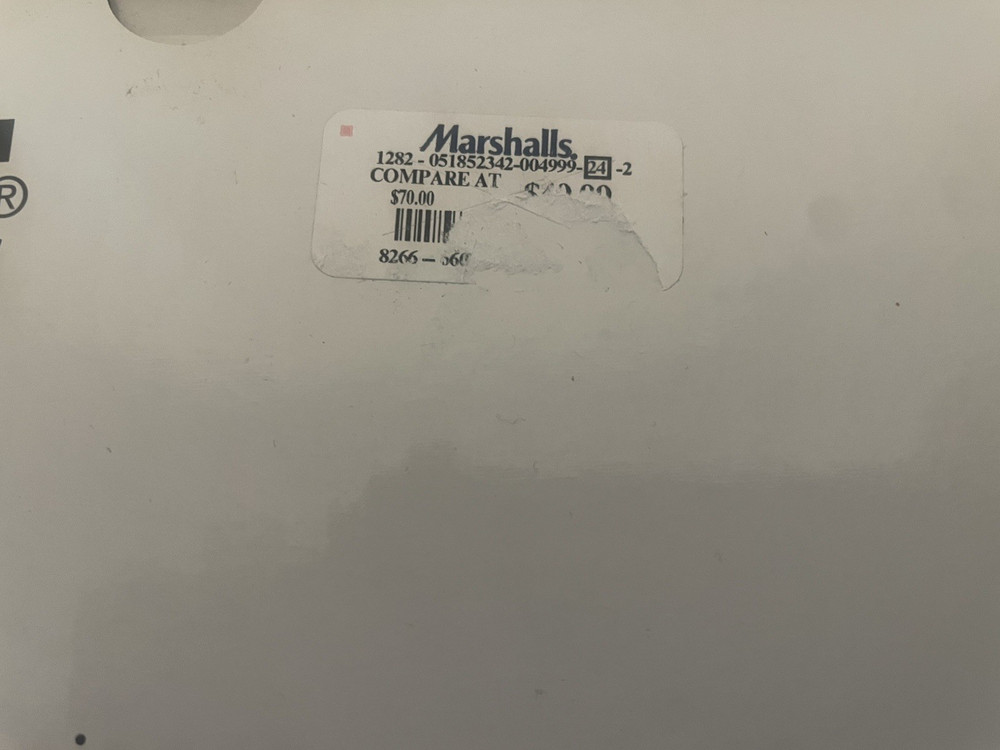 ®
Marshalls.
1282 - 051852342-004999- 24 -2
COMPARE AT
$70.00
8266 –